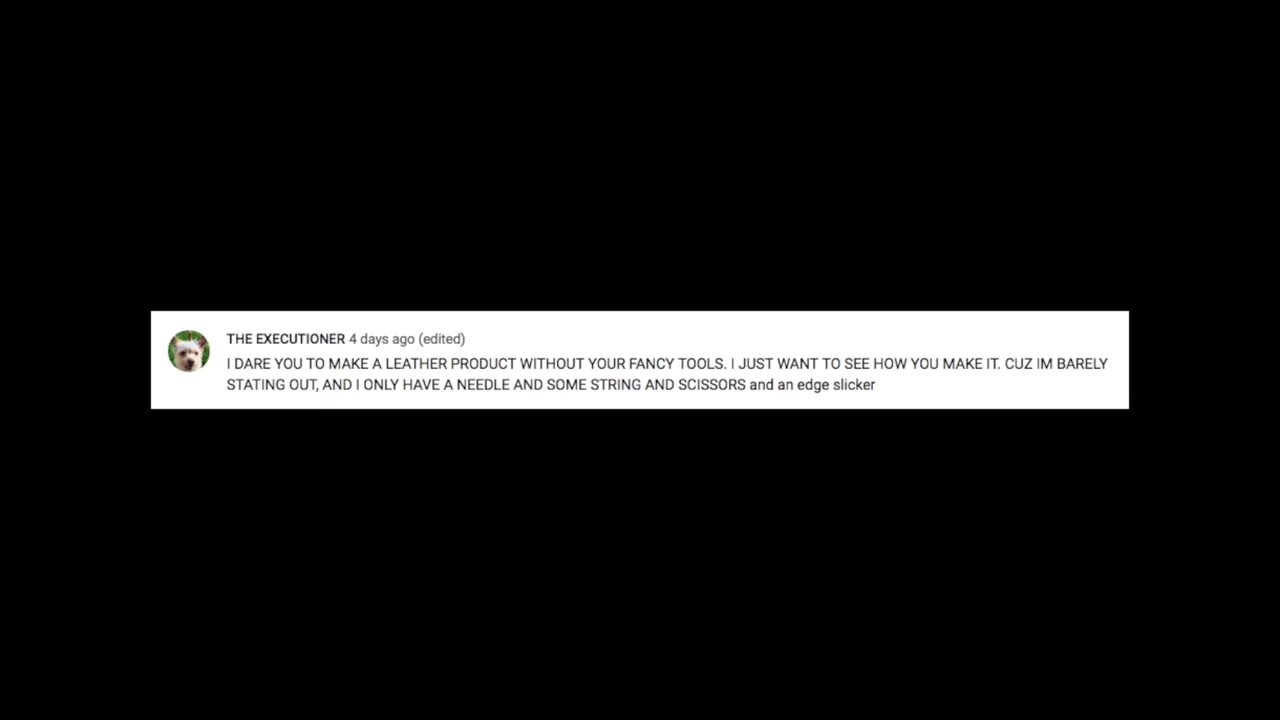 THE EXECUTIONER 4 days ago (edited)
I DARE YOU TO MAKE A LEATHER PRODUCT WITHOUT YOUR FANCY TOOLS. I JUST WANT TO SEE HOW YOU MAKE IT. CUZ IM BARELY
STATING OUT, AND I ONLY HAVE A NEEDLE AND SOME STRING AND SCISSORS and an edge slicker